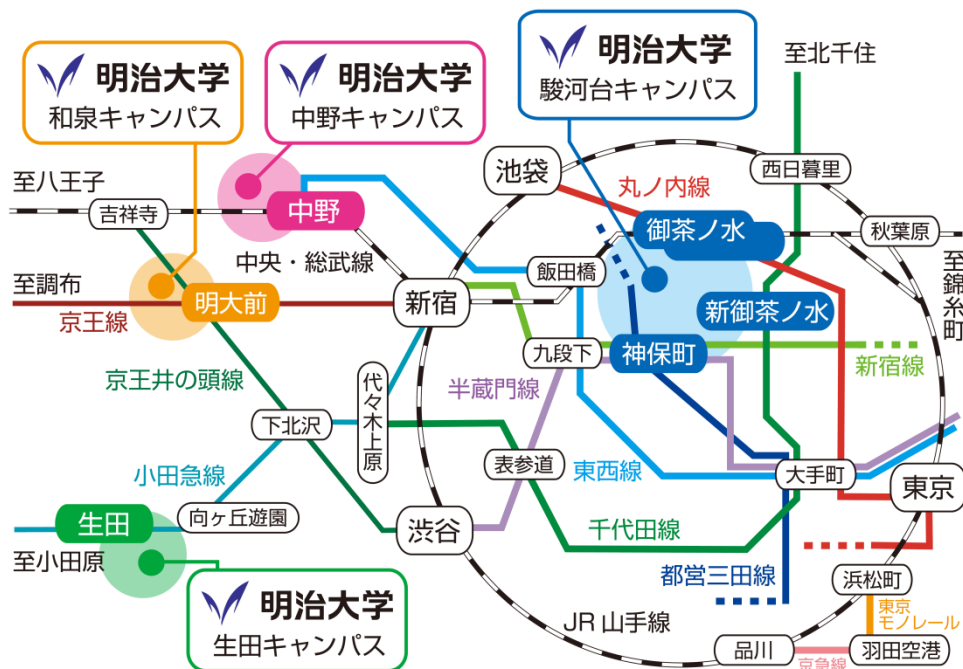 明治大学
和泉キャンパス
明治大学
中野キャンパス
明治大学
駿河台キャンパス
至北千住
池袋
丸ノ内線
西日暮里
至八王子
吉祥寺
中野
御茶ノ水
秋葉原
中央・総武線
飯田橋
至錦糸町
至調布
京王線
明大前
新宿
新御茶ノ水
九段下
神保町
新宿線
京王井の頭線
半蔵門線
代々木上原
下北沢
小田急線
表参道
東西線
大手町
東京
生田
向ヶ丘遊園
渋谷
千代田線
至小田原
都営三田線
浜松町
明治大学
生田キャンパス
JR 山手線
東京
モノレール
品川
京急線
羽田空港